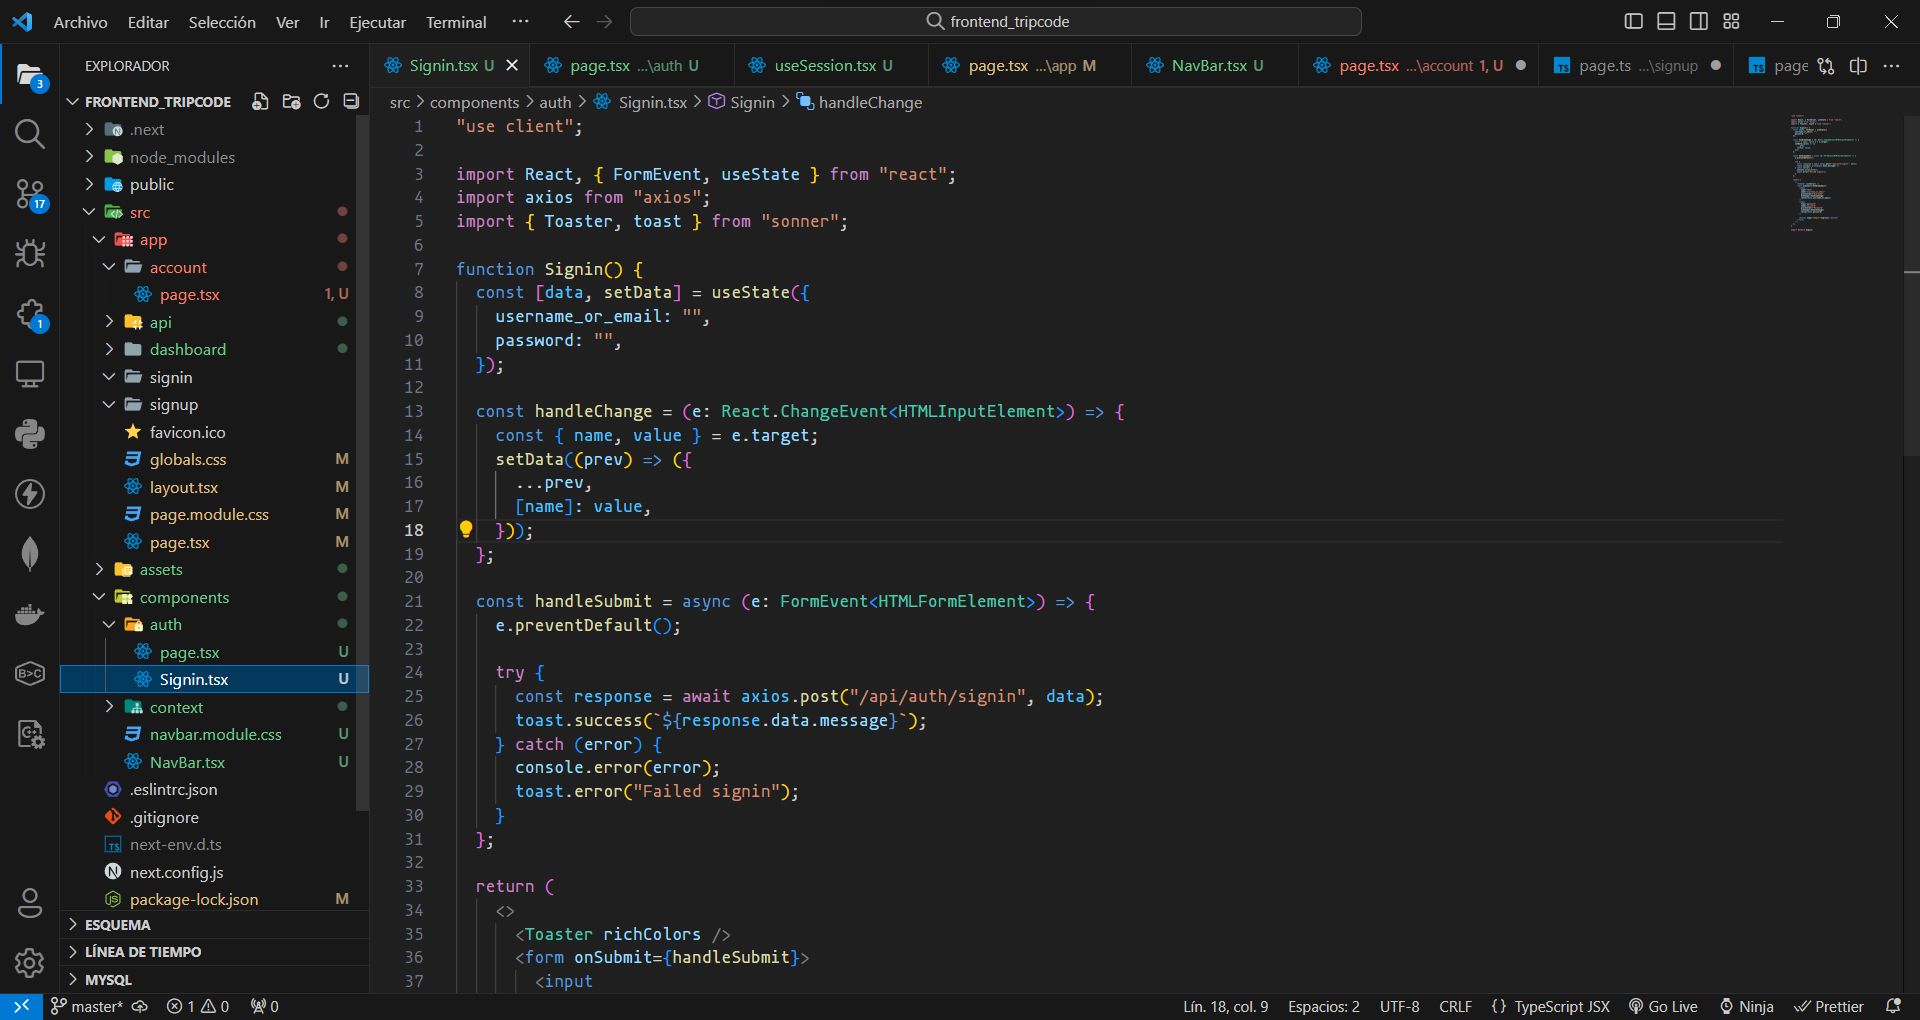 Archivo Editar Selección Ver Ir Ejecutar Terminal ···
frontend_tripcode
EXPLORADOR ···
FRONTEND_TRIPCODE
.next
node_modules
public
src
app
account
page.tsx 1, U
api
dashboard
signin
signup
favicon.ico
globals.css M
layout.tsx M
page.module.css M
page.tsx M
assets
components
auth
page.tsx U
Signin.tsx U
context
navbar.module.css U
NavBar.tsx U
.eslintrc.json
.gitignore
next-env.d.ts
next.config.js
package-lock.json M
ESQUEMA
LÍNEA DE TIEMPO
MYSQL
3
17
1
B>C
Signin.tsx U
page.tsx ...\auth U
useSession.tsx U
page.tsx ...\app M
NavBar.tsx U
page.tsx ...\account 1, U
TS page.ts ...\signup
TS page
src > components > auth > Signin.tsx > Signin > handleChange
1 "use client";
2
3 import React, { FormEvent, useState } from "react";
4 import axios from "axios";
5 import { Toaster, toast } from "sonner";
6
7 function Signin() {
8 const [data, setData] = useState({
9 username_or_email: "",
10 password: "",
11 });
12
13 const handleChange = (e: React.ChangeEvent<HTMLInputElement>) => {
14 const { name, value } = e.target;
15 setData((prev) => ({
16 ...prev,
17 [name]: value,
18 }));
19 };
20
21 const handleSubmit = async (e: FormEvent<HTMLFormElement>) => {
22 e.preventDefault();
23
24 try {
25 const response = await axios.post("/api/auth/signin", data);
26 toast.success(`${response.data.message}`);
27 } catch (error) {
28 console.error(error);
29 toast.error("Failed signin");
30 }
31 };
32
33 return (
34 <>
35 <Toaster richColors />
36 <form onSubmit={handleSubmit}>
37 <input
master* 1 0 0
Lín. 18, col. 9 Espacios: 2 UTF-8 CRLF {} TypeScript JSX Go Live Ninja Prettier